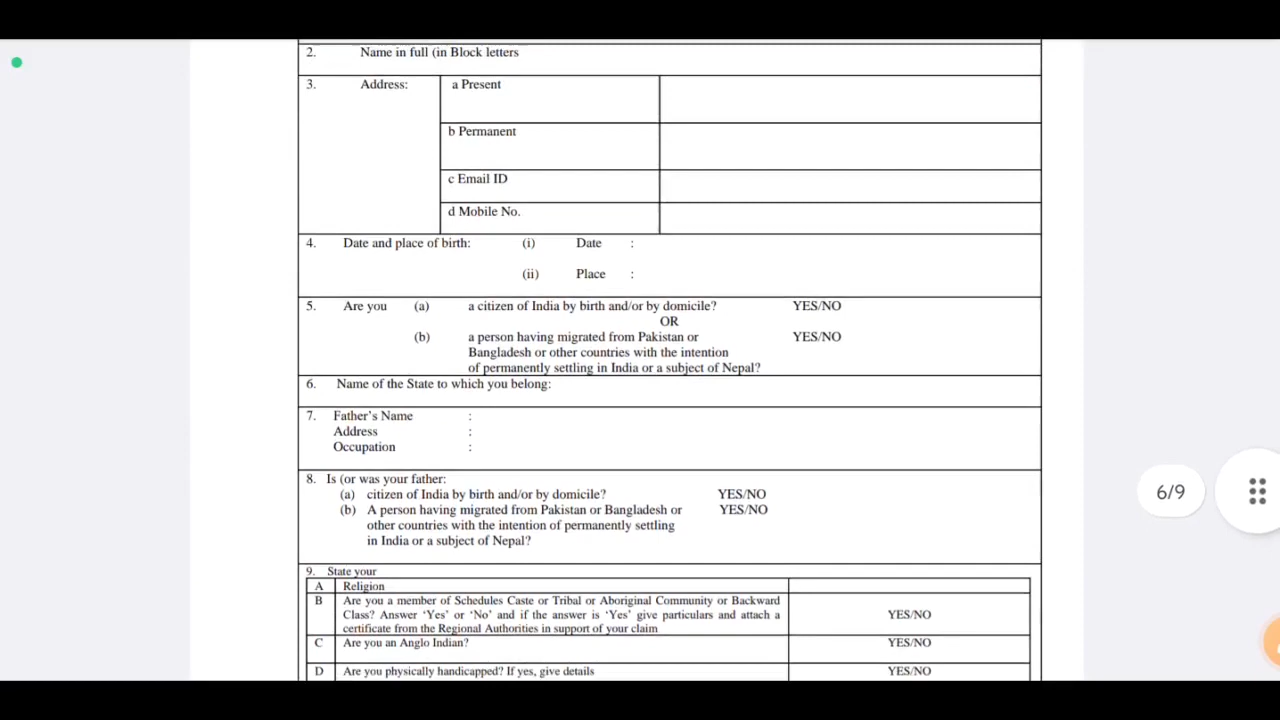 2. Name in full (in Block letters
3. Address: a Present
b Permanent
c Email ID
d Mobile No.
4. Date and place of birth: (i) Date :
(ii) Place :
5. Are you (a) a citizen of India by birth and/or by domicile? YES/NO
OR
(b) a person having migrated from Pakistan or YES/NO
Bangladesh or other countries with the intention
of permanently settling in India or a subject of Nepal?
6. Name of the State to which you belong:
7. Father's Name :
Address :
Occupation :
8. Is (or was your father:
(a) citizen of India by birth and/or by domicile? YES/NO
(b) A person having migrated from Pakistan or Bangladesh or YES/NO
other countries with the intention of permanently settling
in India or a subject of Nepal?
9. State your
A Religion
B Are you a member of Schedules Caste or Tribal or Aboriginal Community or Backward
Class? Answer ‘Yes’ or ‘No’ and if the answer is ‘Yes’ give particulars and attach a YES/NO
certificate from the Regional Authorities in support of your claim
C Are you an Anglo Indian? YES/NO
D Are you physically handicapped? If yes, give details YES/NO
6/9